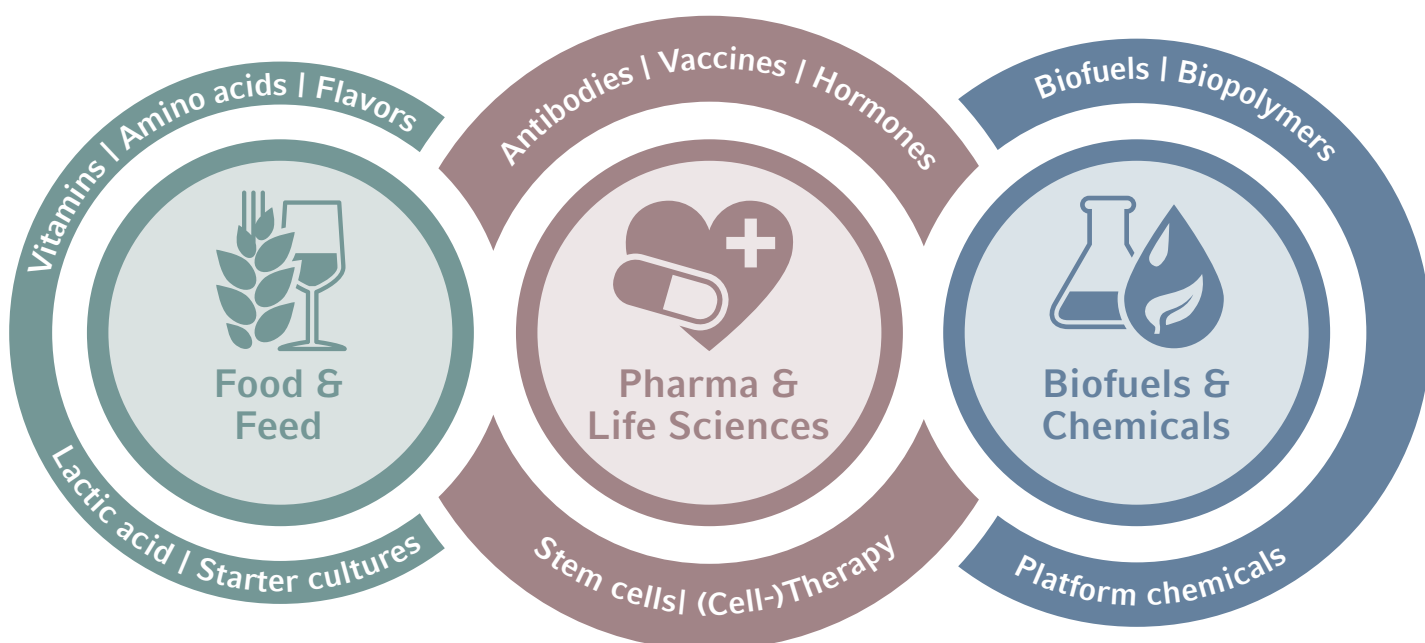 Vitamins | Amino acids | Flavors
Food &
Feed
Lactic acid | Starter cultures
Antibodies | Vaccines | Hormones
Pharma &
Life Sciences
Stem cells| (Cell-)Therapy
Biofuels | Biopolymers
Biofuels &
Chemicals
Platform chemicals